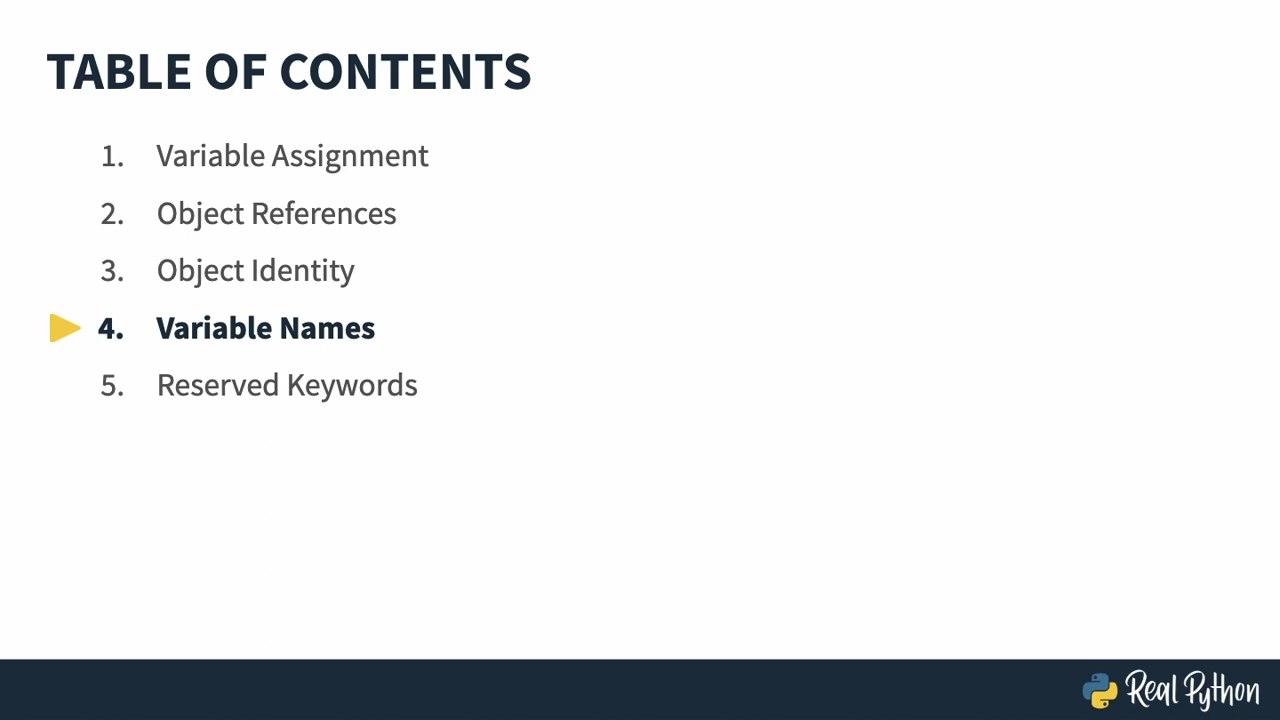 TABLE OF CONTENTS
1. Variable Assignment
2. Object References
3. Object Identity
4. Variable Names
5. Reserved Keywords
Real Python